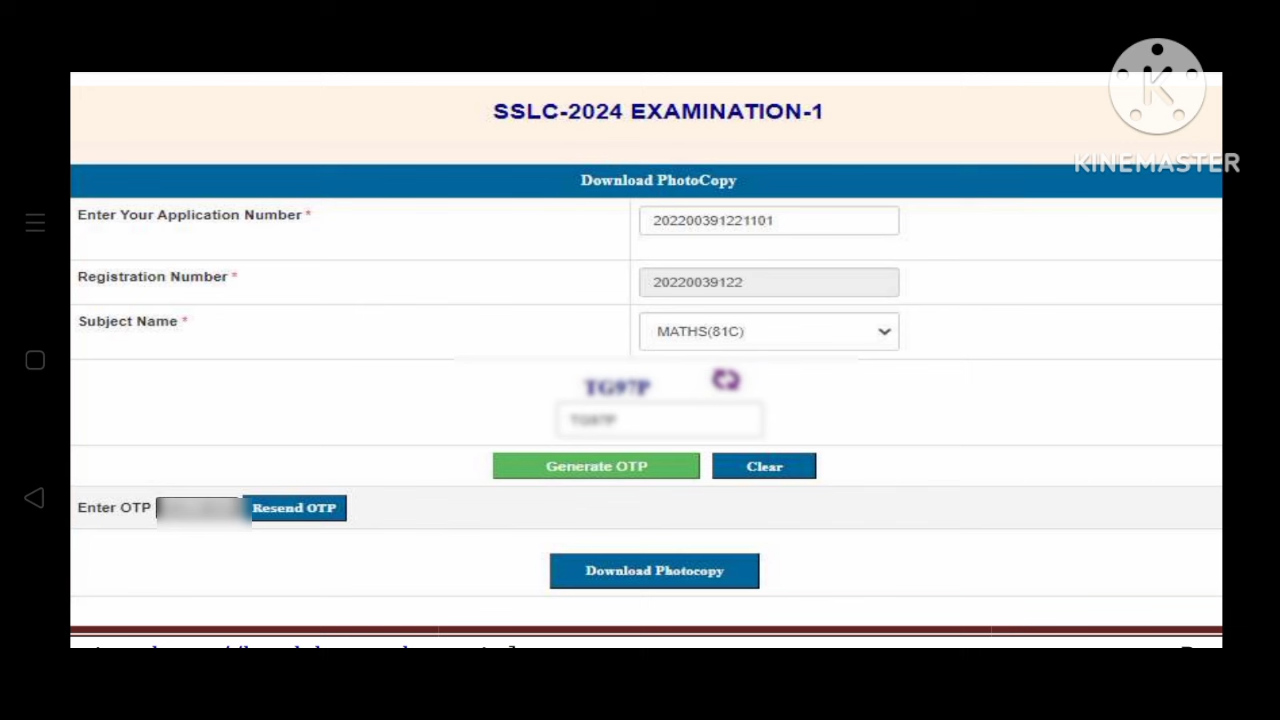 SSLC-2024 EXAMINATION-1
K
KINEMASTER
Download PhotoCopy
Enter Your Application Number * 202200391221101
Registration Number * 20220039122
Subject Name * MATHS(81C)
TG97P
TG97P
Generate OTP Clear
Enter OTP Resend OTP
Download Photocopy